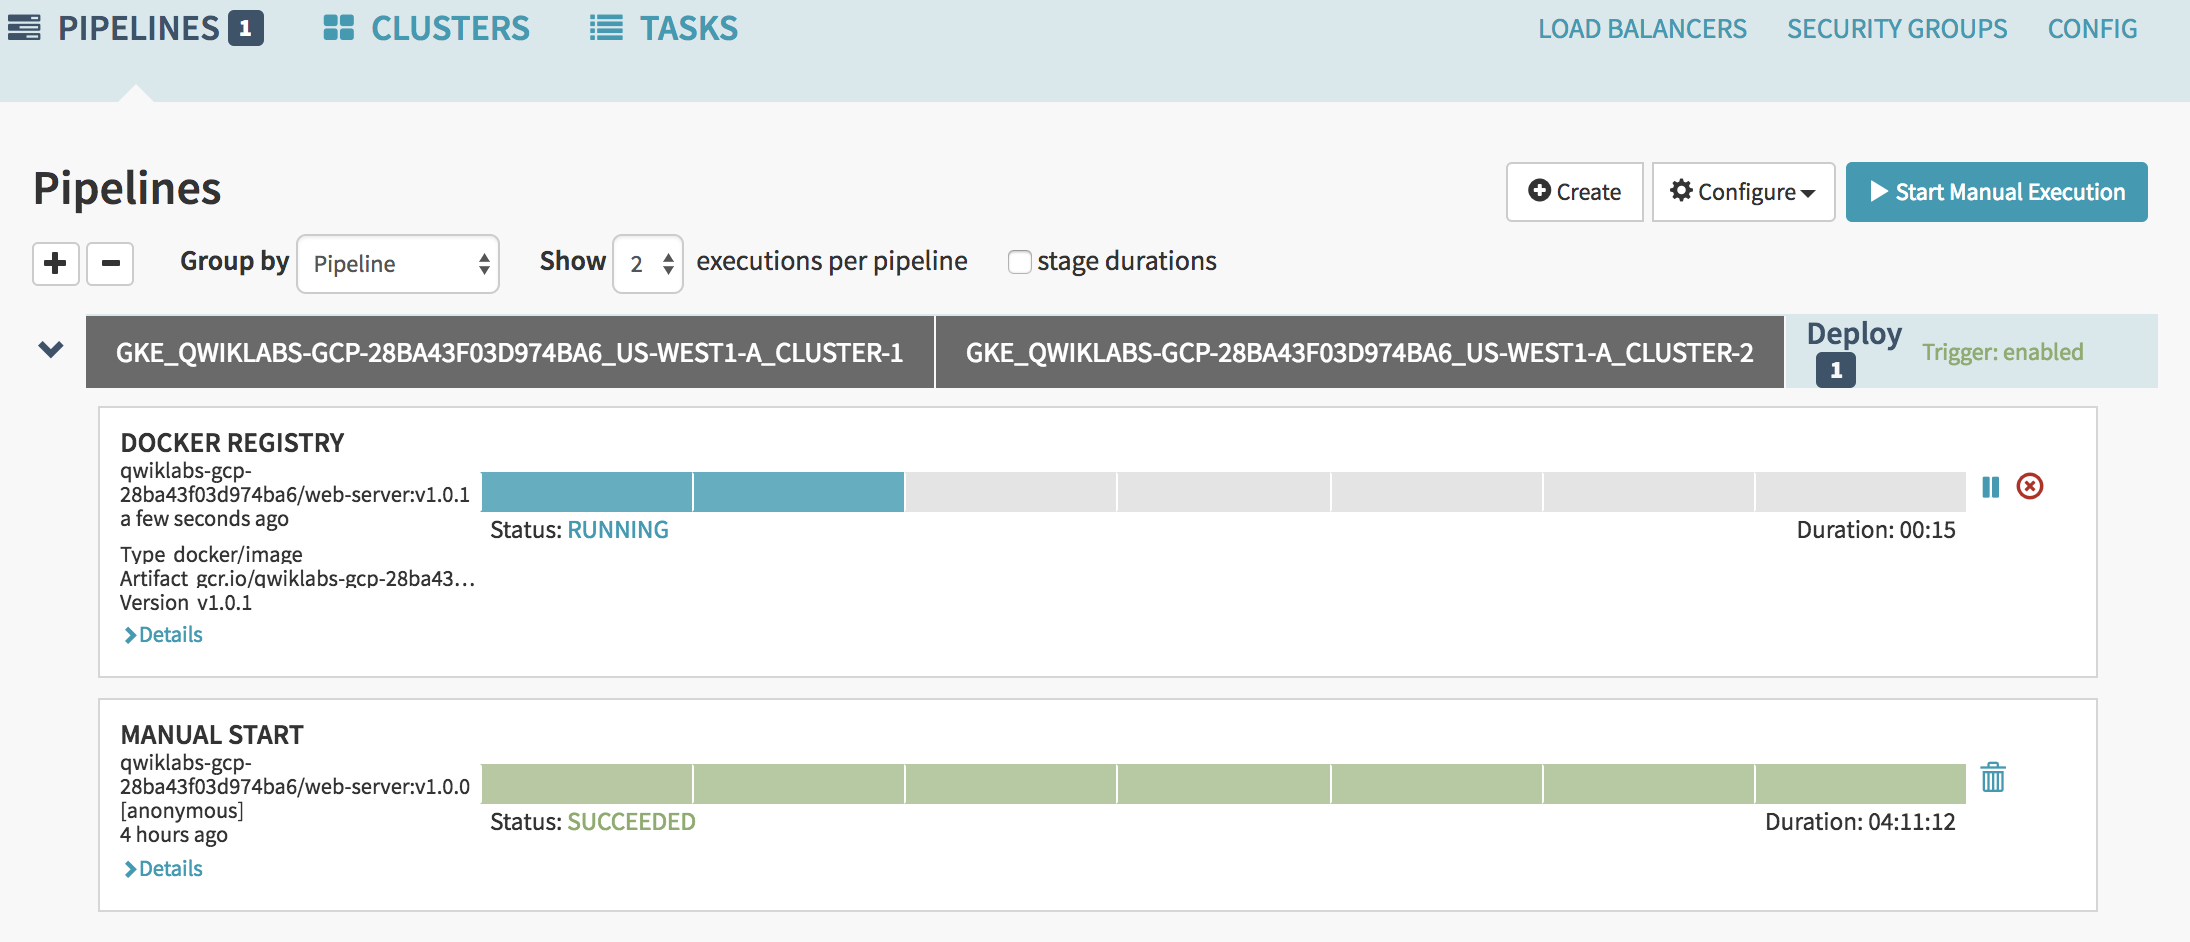 PIPELINES 1 CLUSTERS TASKS LOAD BALANCERS SECURITY GROUPS CONFIG
Pipelines
Create Configure Start Manual Execution
Group by Pipeline Show 2 executions per pipeline stage durations
GKE_QWIKLABS-GCP-28BA43F03D974BA6_US-WEST1-A_CLUSTER-1 GKE_QWIKLABS-GCP-28BA43F03D974BA6_US-WEST1-A_CLUSTER-2 Deploy 1 Trigger: enabled
DOCKER REGISTRY
qwiklabs-gcp-
28ba43f03d974ba6/web-server:v1.0.1
a few seconds ago
Status: RUNNING Duration: 00:15
Type docker/image
Artifact gcr.io/qwiklabs-gcp-28ba43...
Version v1.0.1
Details
MANUAL START
qwiklabs-gcp-
28ba43f03d974ba6/web-server:v1.0.0
[anonymous]
Status: SUCCEEDED Duration: 04:11:12
4 hours ago
Details